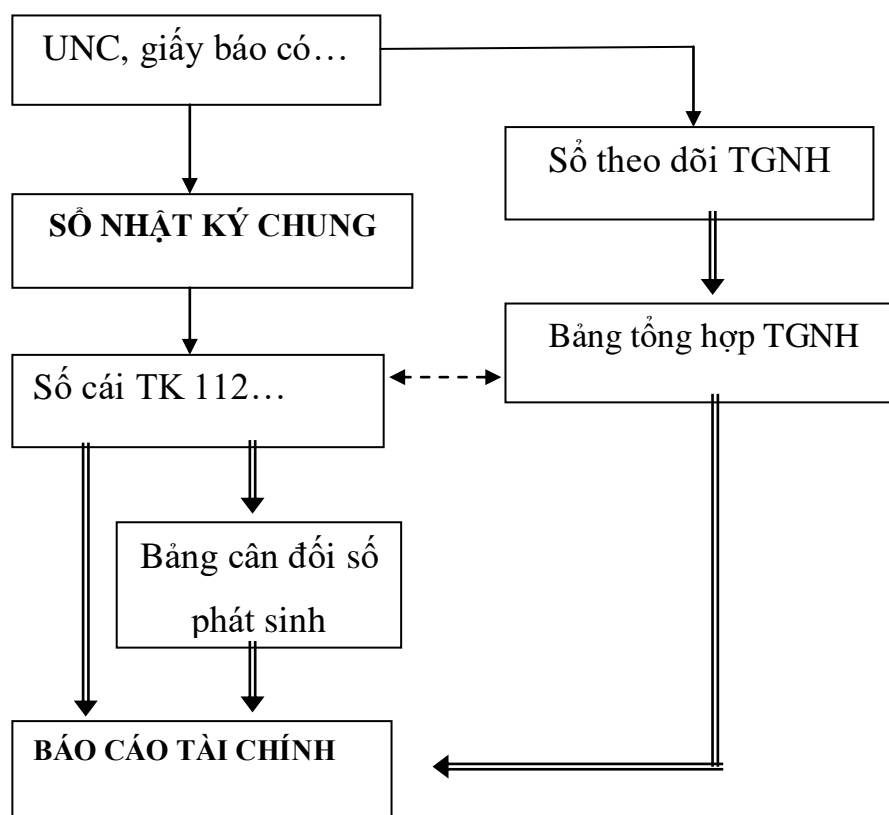 UNC, giấy báo có…
Sổ theo dõi TGNH
SỔ NHẬT KÝ CHUNG
Bảng tổng hợp TGNH
Số cái TK 112…
Bảng cân đối số
phát sinh
BÁO CÁO TÀI CHÍNH